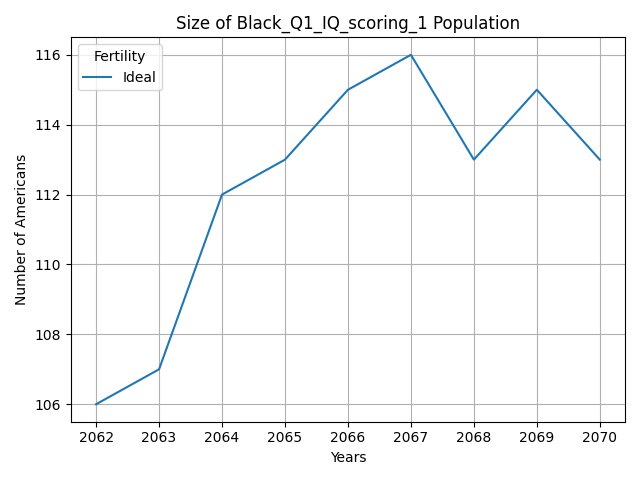 Size of Black_Q1_IQ_scoring_1 Population
Fertility
Ideal
116
114
112
110
108
106
Number of Americans
2062 2063 2064 2065 2066 2067 2068 2069 2070
Years